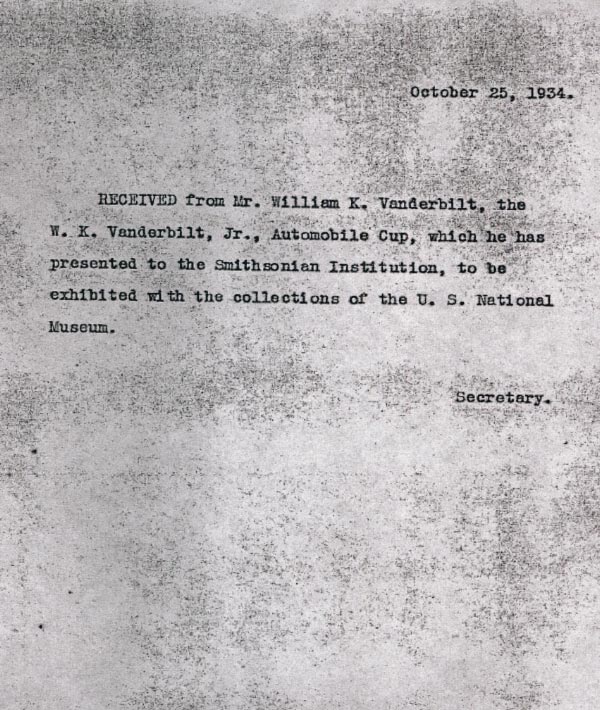 October 25, 1934.
RECEIVED from Mr. William K. Vanderbilt, the
W. K. Vanderbilt, Jr., Automobile Cup, which he has
presented to the Smithsonian Institution, to be
exhibited with the collections of the U. S. National
Museum.
Secretary.